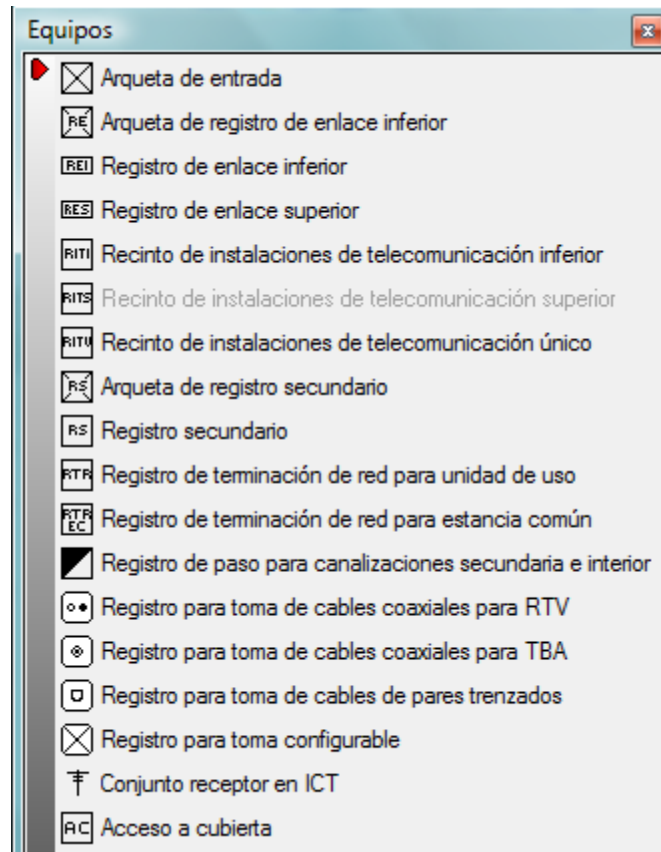 Equipos
Arqueta de entrada
RE Arqueta de registro de enlace inferior
REI Registro de enlace inferior
RES Registro de enlace superior
RITI Recinto de instalaciones de telecomunicación inferior
RITS Recinto de instalaciones de telecomunicación superior
RITU Recinto de instalaciones de telecomunicación único
RS Arqueta de registro secundario
RS Registro secundario
RTR Registro de terminación de red para unidad de uso
RTR EC Registro de terminación de red para estancia común
Registro de paso para canalizaciones secundaria e interior
Registro para toma de cables coaxiales para RTV
Registro para toma de cables coaxiales para TBA
Registro para toma de cables de pares trenzados
Registro para toma configurable
Conjunto receptor en ICT
AC Acceso a cubierta